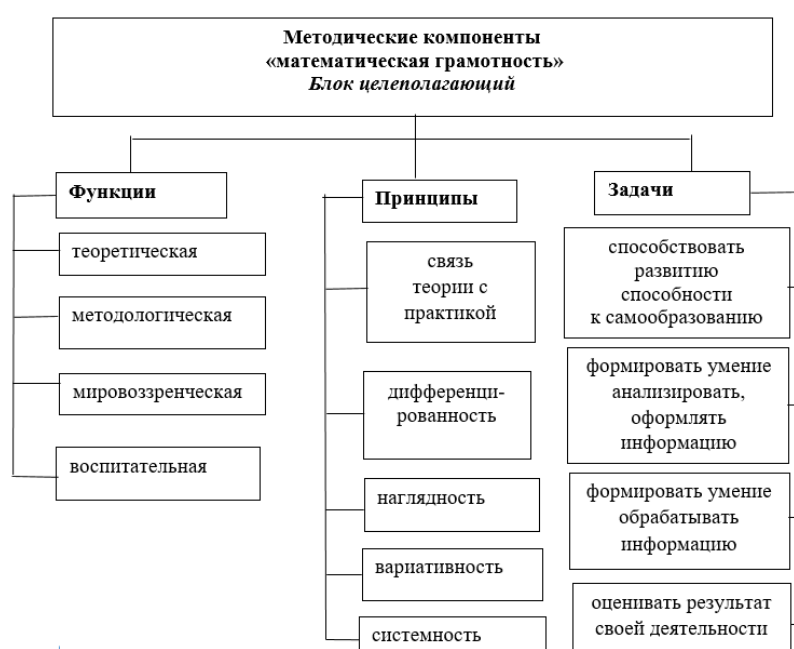 Методические компоненты
«математическая грамотность»
Блок целеполагающий
Функции
теоретическая
методологическая
мировоззренческая
воспитательная
Принципы
связь
теории с
практикой
дифференци-
рованность
наглядность
вариативность
системность
Задачи
способствовать
развитию
способности
к самообразованию
формировать умение
анализировать,
оформлять
информацию
формировать умение
обрабатывать
информацию
оценивать результат
своей деятельности